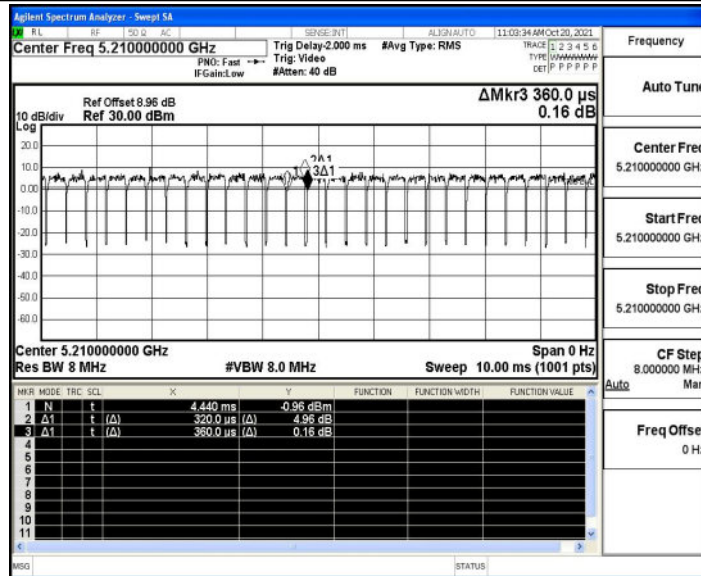 Agilent Spectrum Analyzer - Swept SA
RL RF 50 Ω AC SENSE:INT ALIGNAUTO 11:03:34 AM Oct 20, 2021
Center Freq 5.210000000 GHz
PNO: Fast
IFGain:Low
Trig Delay-2.000 ms
Trig: Video
#Atten: 40 dB
#Avg Type: RMS
TRACE 1 2 3 4 5 6
TYPE WWWWWW
DET P P P P P P
ΔMkr3 360.0 µs
0.16 dB
Ref Offset 8.96 dB
10 dB/div Ref 30.00 dBm
Log
20.0
10.0
0.00
-10.0
-20.0
-30.0
-40.0
-50.0
-60.0
2Δ1
1 3Δ1
Center 5.210000000 GHz Span 0 Hz
Res BW 8 MHz #VBW 8.0 MHz Sweep 10.00 ms (1001 pts)
MKR MODE TRC SCL X Y FUNCTION FUNCTION WIDTH FUNCTION VALUE
1 N t 4.440 ms -0.96 dBm
2 Δ1 t (Δ) 320.0 µs (Δ) 4.96 dB
3 Δ1 t (Δ) 360.0 µs (Δ) 0.16 dB
4
5
6
7
8
9
10
11
MSG STATUS
Frequency
Auto Tune
Center Freq
5.210000000 GHz
Start Freq
5.210000000 GHz
Stop Freq
5.210000000 GHz
CF Step
8.000000 MHz
Auto Man
Freq Offset
0 Hz